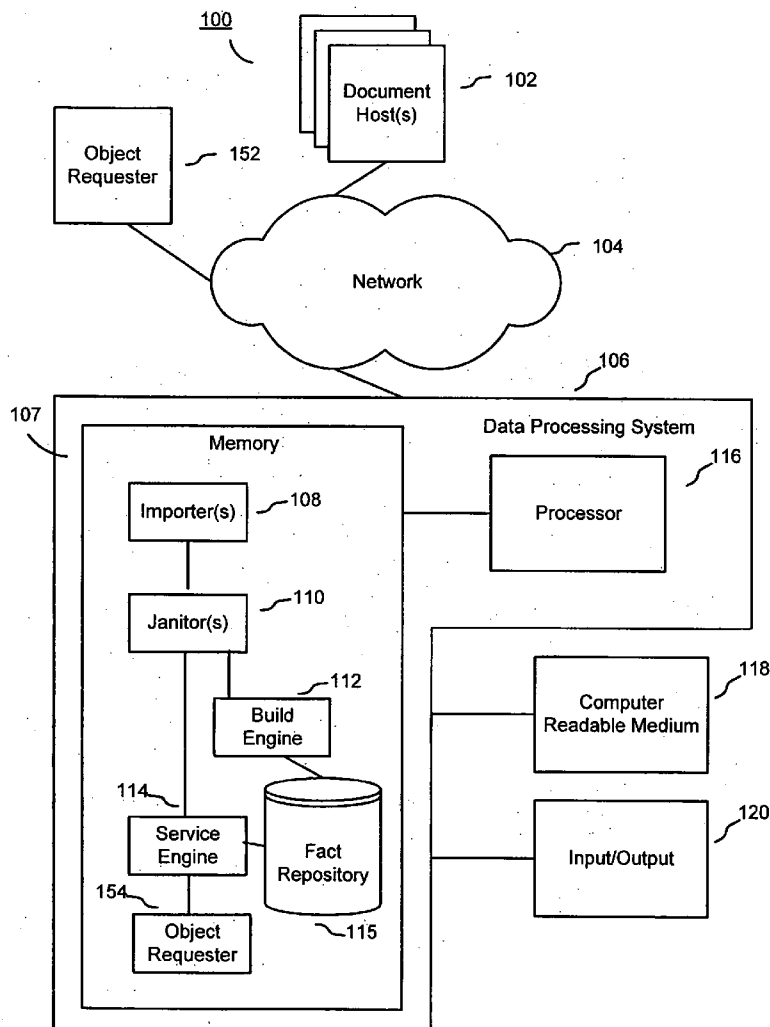 100
Document
Host(s)
102
Object
Requester
152
Network
104
106
107
Memory
Data Processing System
116
Processor
Importer(s)
108
Janitor(s)
110
112
Build
Engine
118
Computer
Readable Medium
114
Service
Engine
Fact
Repository
120
Input/Output
154
Object
Requester
115